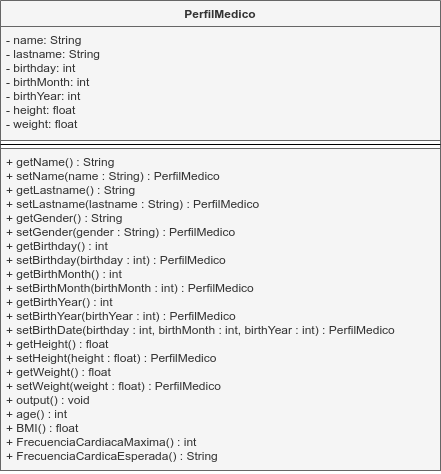 PerfilMedico
- name: String
- lastname: String
- birthday: int
- birthMonth: int
- birthYear: int
- height: float
- weight: float
+ getName() : String
+ setName(name : String) : PerfilMedico
+ getLastname() : String
+ setLastname(lastname : String) : PerfilMedico
+ getGender() : String
+ setGender(gender : String) : PerfilMedico
+ getBirthday() : int
+ setBirthday(birthday : int) : PerfilMedico
+ getBirthMonth() : int
+ setBirthMonth(birthMonth : int) : PerfilMedico
+ getBirthYear() : int
+ setBirthYear(birthYear : int) : PerfilMedico
+ setBirthDate(birthday : int, birthMonth : int, birthYear : int) : PerfilMedico
+ getHeight() : float
+ setHeight(height : float) : PerfilMedico
+ getWeight() : float
+ setWeight(weight : float) : PerfilMedico
+ output() : void
+ age() : int
+ BMI() : float
+ FrecuenciaCardiacaMaxima() : int
+ FrecuenciaCardicaEsperada() : String